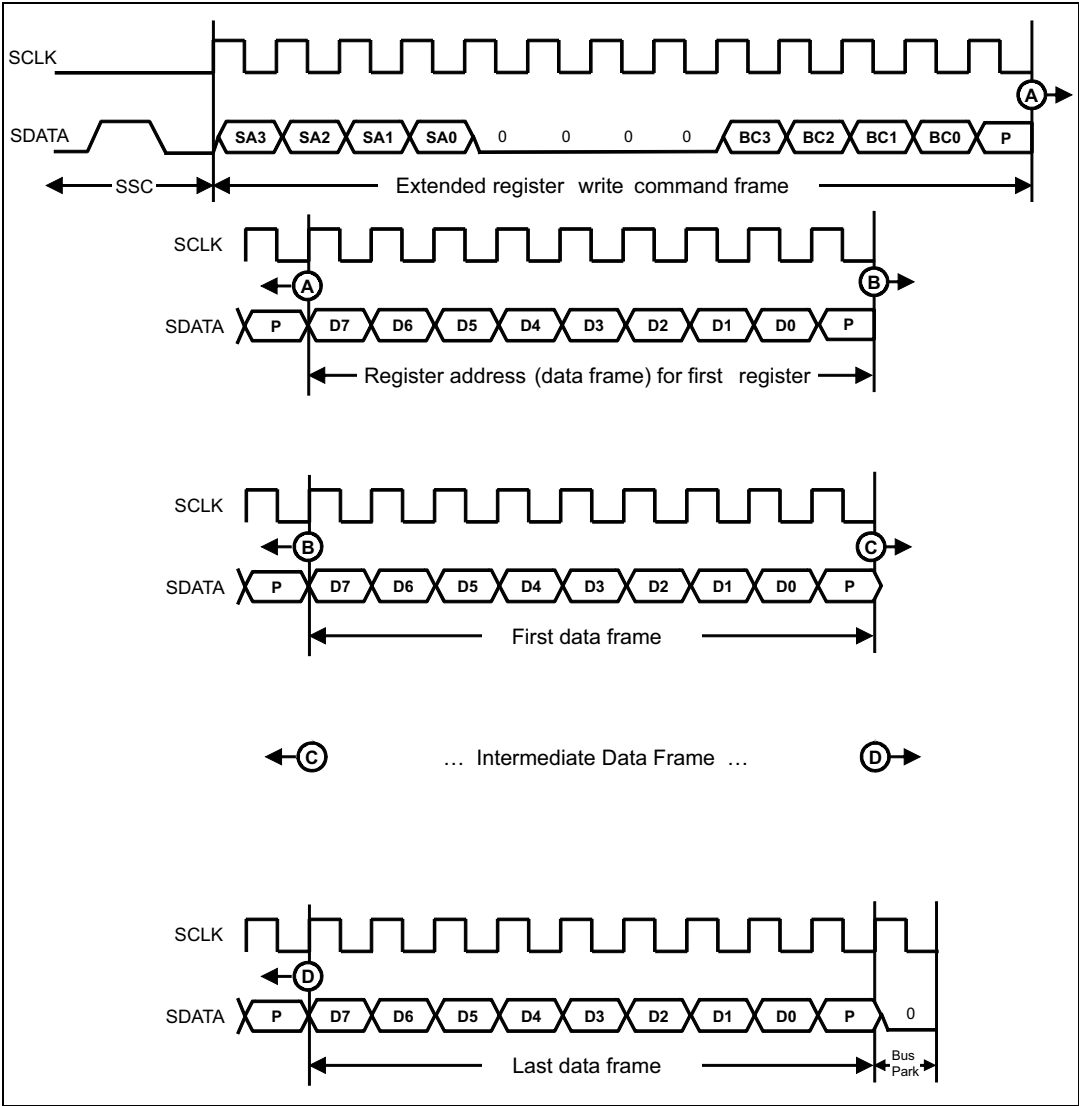 SCLK
A
SDATA SA3 SA2 SA1 SA0 0 0 0 0 BC3 BC2 BC1 BC0 P
SSC Extended register write command frame
SCLK
A B
SDATA P D7 D6 D5 D4 D3 D2 D1 D0 P
Register address (data frame) for first register
SCLK
B C
SDATA P D7 D6 D5 D4 D3 D2 D1 D0 P
First data frame
C ... Intermediate Data Frame ... D
SCLK
D
SDATA P D7 D6 D5 D4 D3 D2 D1 D0 P 0
Last data frame
Bus
Park